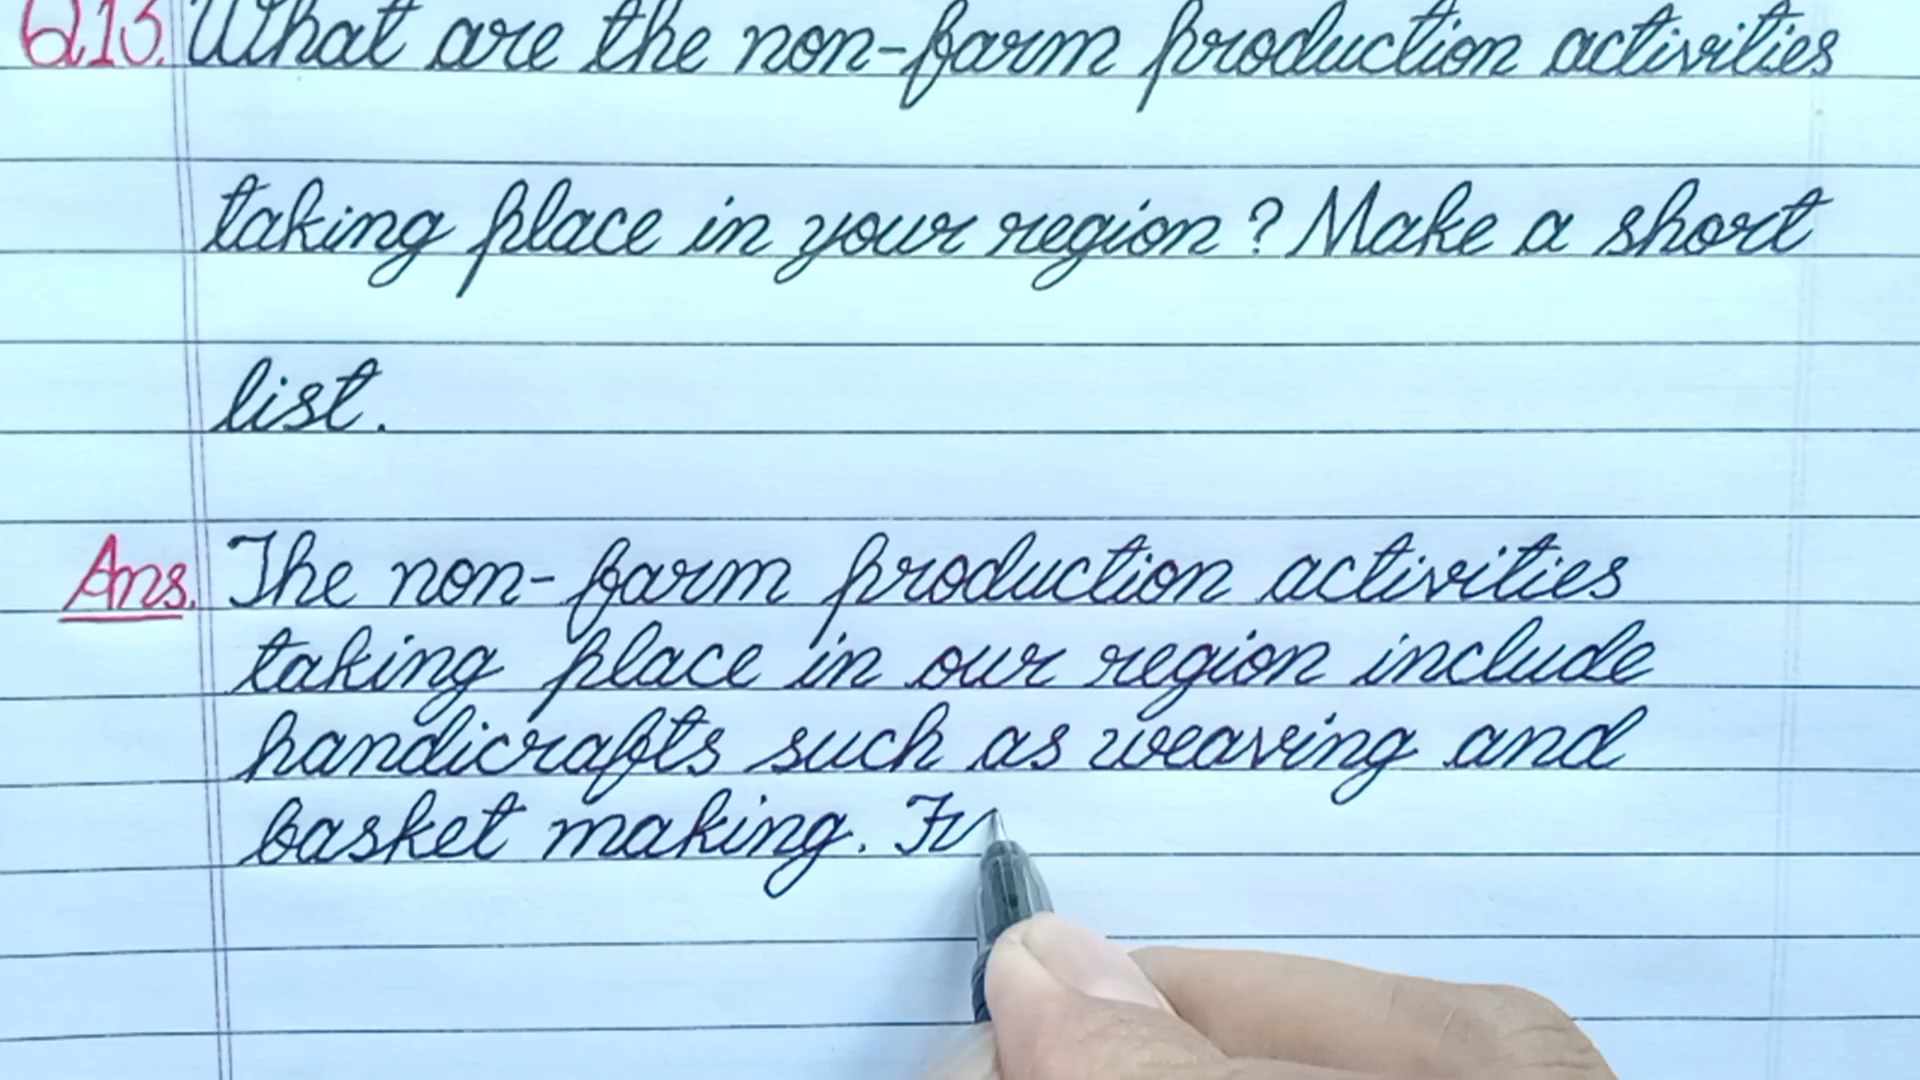 Q13. What are the non-farm production activities
taking place in your region? Make a short
list.
Ans. The non-farm production activities
taking place in our region include
handicrafts such as weaving and
basket making.